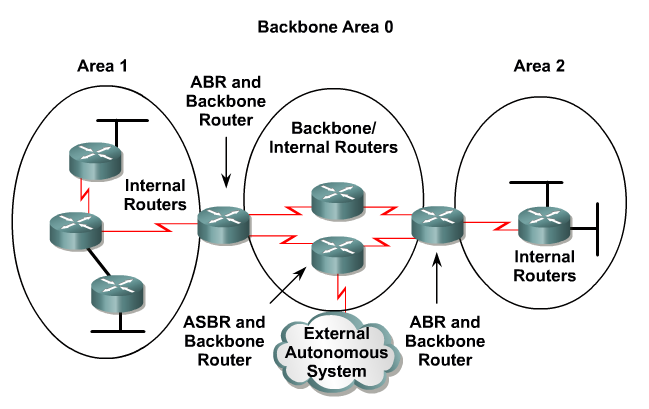 Backbone Area 0
Area 1
Area 2
ABR and
Backbone
Router
Backbone/
Internal Routers
Internal
Routers
Internal
Routers
ASBR and
Backbone
Router
External
Autonomous
System
ABR and
Backbone
Router